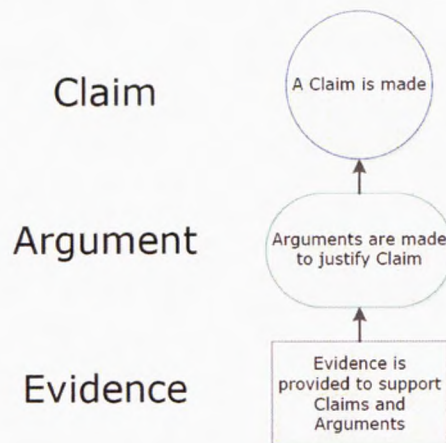 Claim
A Claim is made
Argument
Arguments are made
to justify Claim
Evidence
Evidence is
provided to support
Claims and
Arguments